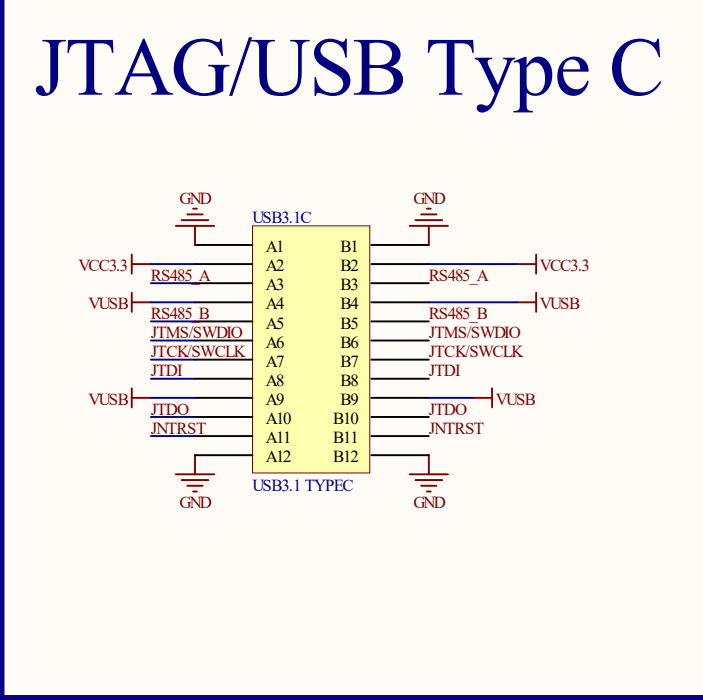 JTAG/USB Type C
GND GND
USB3.1C
A1 B1
VCC3.3 A2 B2 VCC3.3
RS485_A A3 B3 RS485_A
VUSB A4 B4 VUSB
RS485_B A5 B5 RS485_B
JTMS/SWDIO A6 B6 JTMS/SWDIO
JTCK/SWCLK A7 B7 JTCK/SWCLK
JTDI A8 B8 JTDI
VUSB A9 B9 VUSB
JTDO A10 B10 JTDO
JNTRST A11 B11 JNTRST
A12 B12
USB3.1 TYPEC
GND GND